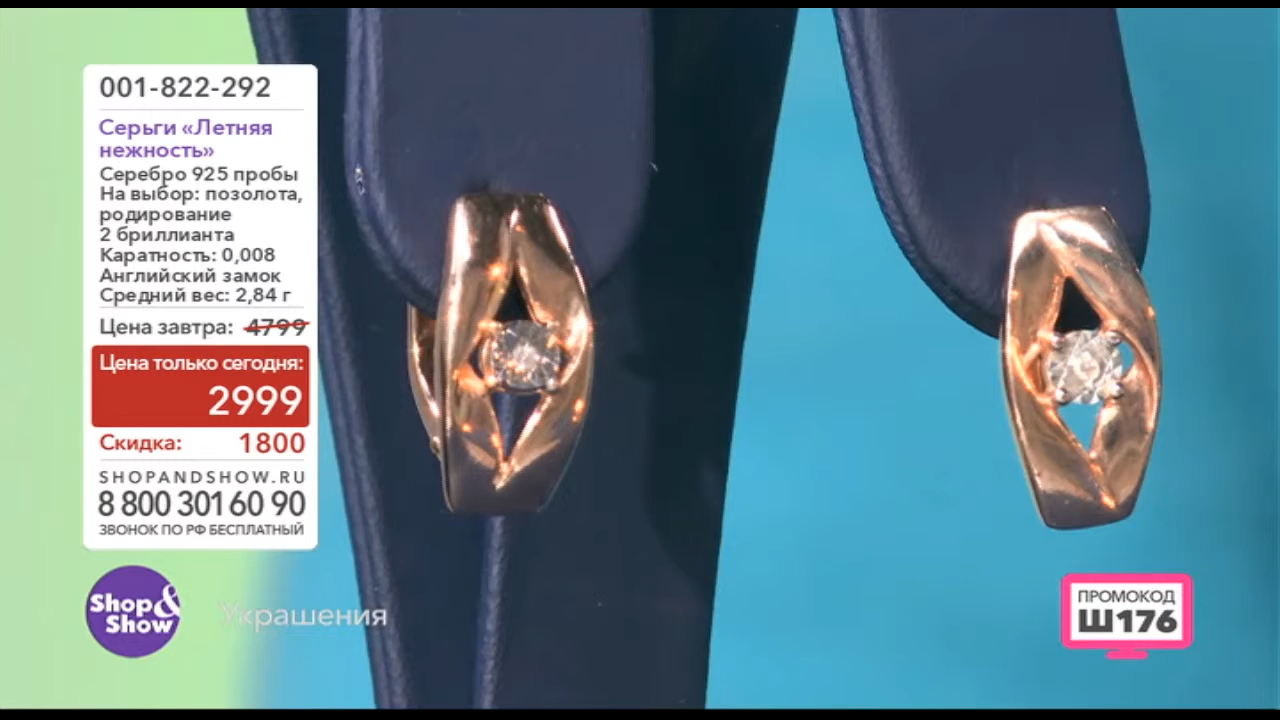 001-822-292
Серьги «Летняя
нежность»
Серебро 925 пробы
На выбор: позолота,
родирование
2 бриллианта
Каратность: 0,008
Английский замок
Средний вес: 2,84 г
Цена завтра: 4799
Цена только сегодня:
2999
Скидка: 1800
SHOPANDSHOW.RU
8 800 301 60 90
ЗВОНОК ПО РФ БЕСПЛАТНЫЙ
Shop&
Show
Украшения
ПРОМОКОД
Ш176